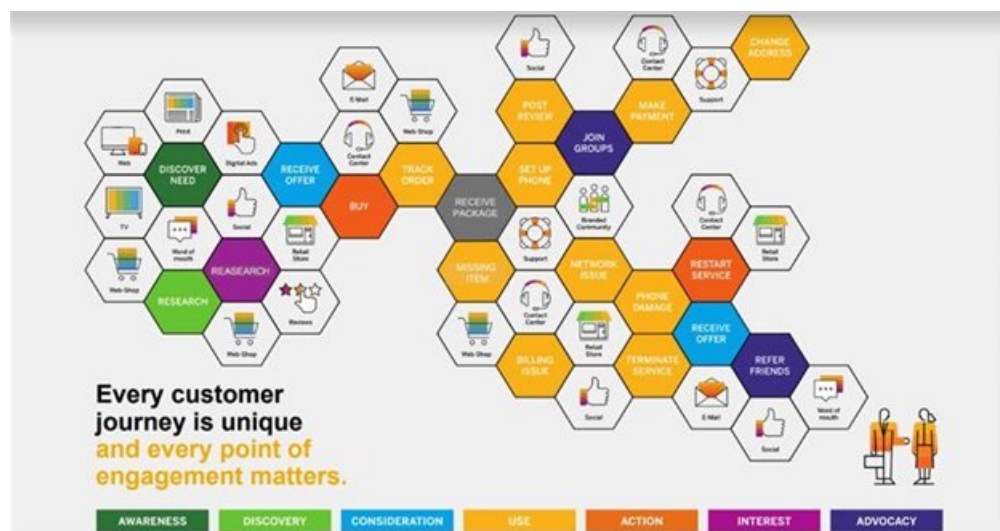 Social
Contact
Center
CHANGE
ADDRESS
E-Mail
Support
Print
Web-Shop
POST
REVIEW
MAKE
PAYMENT
Web
Digital Ads
Contact
Center
JOIN
GROUPS
DISCOVER
NEED
RECEIVE
OFFER
TRACK
ORDER
SET UP
PHONE
TV
Social
BUY
RECEIVE
PACKAGE
Branded
Community
Contact
Center
Word of
mouth
Retail
Store
Support
Retail
Store
Web-Shop
REASEARCH
MISSING
ITEM
NETWORK
ISSUE
RESTART
SERVICE
RESEARCH
Reviews
Contact
Center
PHONE
DAMAGE
Web-Shop
Web-Shop
Retail
Store
RECEIVE
OFFER
BILLING
ISSUE
TERMINATE
SERVICE
REFER
FRIENDS
Social
E-Mail
Word of
mouth
Social
Every customer
journey is unique
and every point of
engagement matters.
AWARENESS
DISCOVERY
CONSIDERATION
USE
ACTION
INTEREST
ADVOCACY